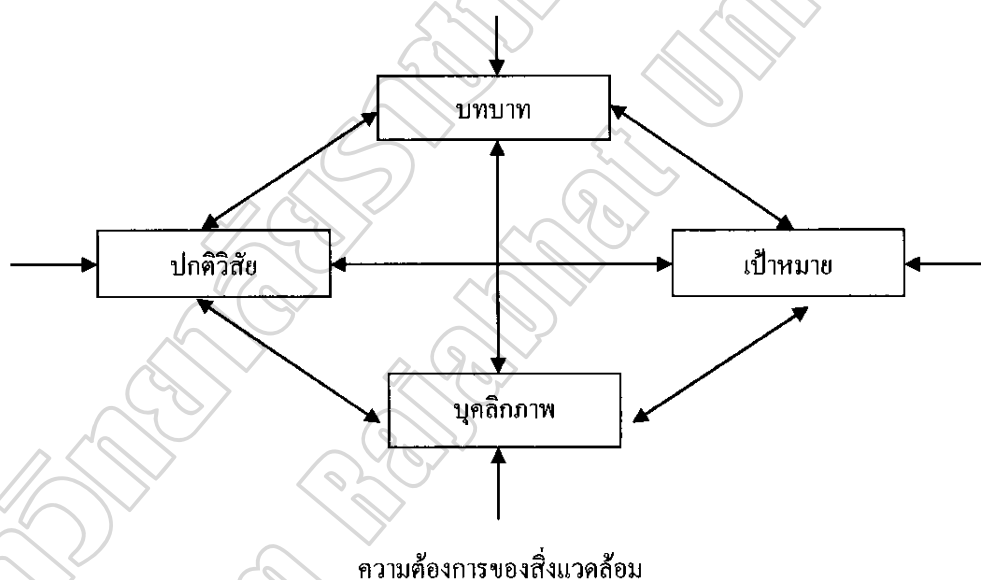 บทบาท
ปกติวิสัย
เป้าหมาย
บุคลิกภาพ
ความต้องการของสิ่งแวดล้อม
Rajabhat